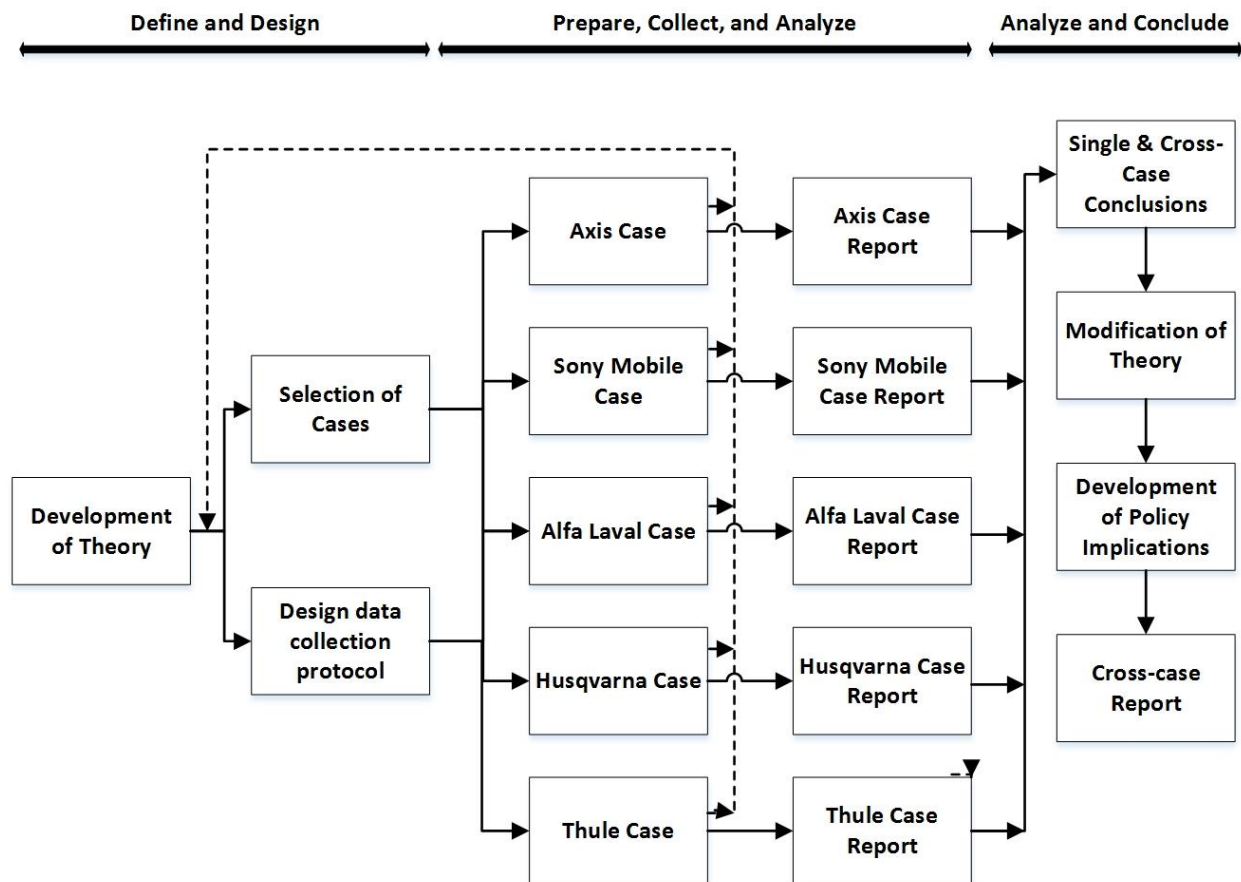 Define and Design
Prepare, Collect, and Analyze
Analyze and Conclude
Development
of Theory
Selection of
Cases
Design data
collection
protocol
Axis Case
Sony Mobile
Case
Alfa Laval Case
Husqvarna Case
Thule Case
Axis Case
Report
Sony Mobile
Case Report
Alfa Laval Case
Report
Husqvarna Case
Report
Thule Case
Report
Single & Cross-
Case
Conclusions
Modification of
Theory
Development
of Policy
Implications
Cross-case
Report